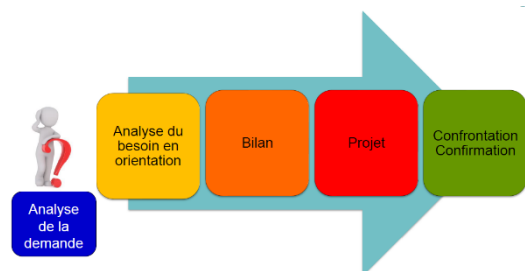 Analyse du
besoin en
orientation
Bilan
Projet
Confrontation
Confirmation
Analyse
de la
demande